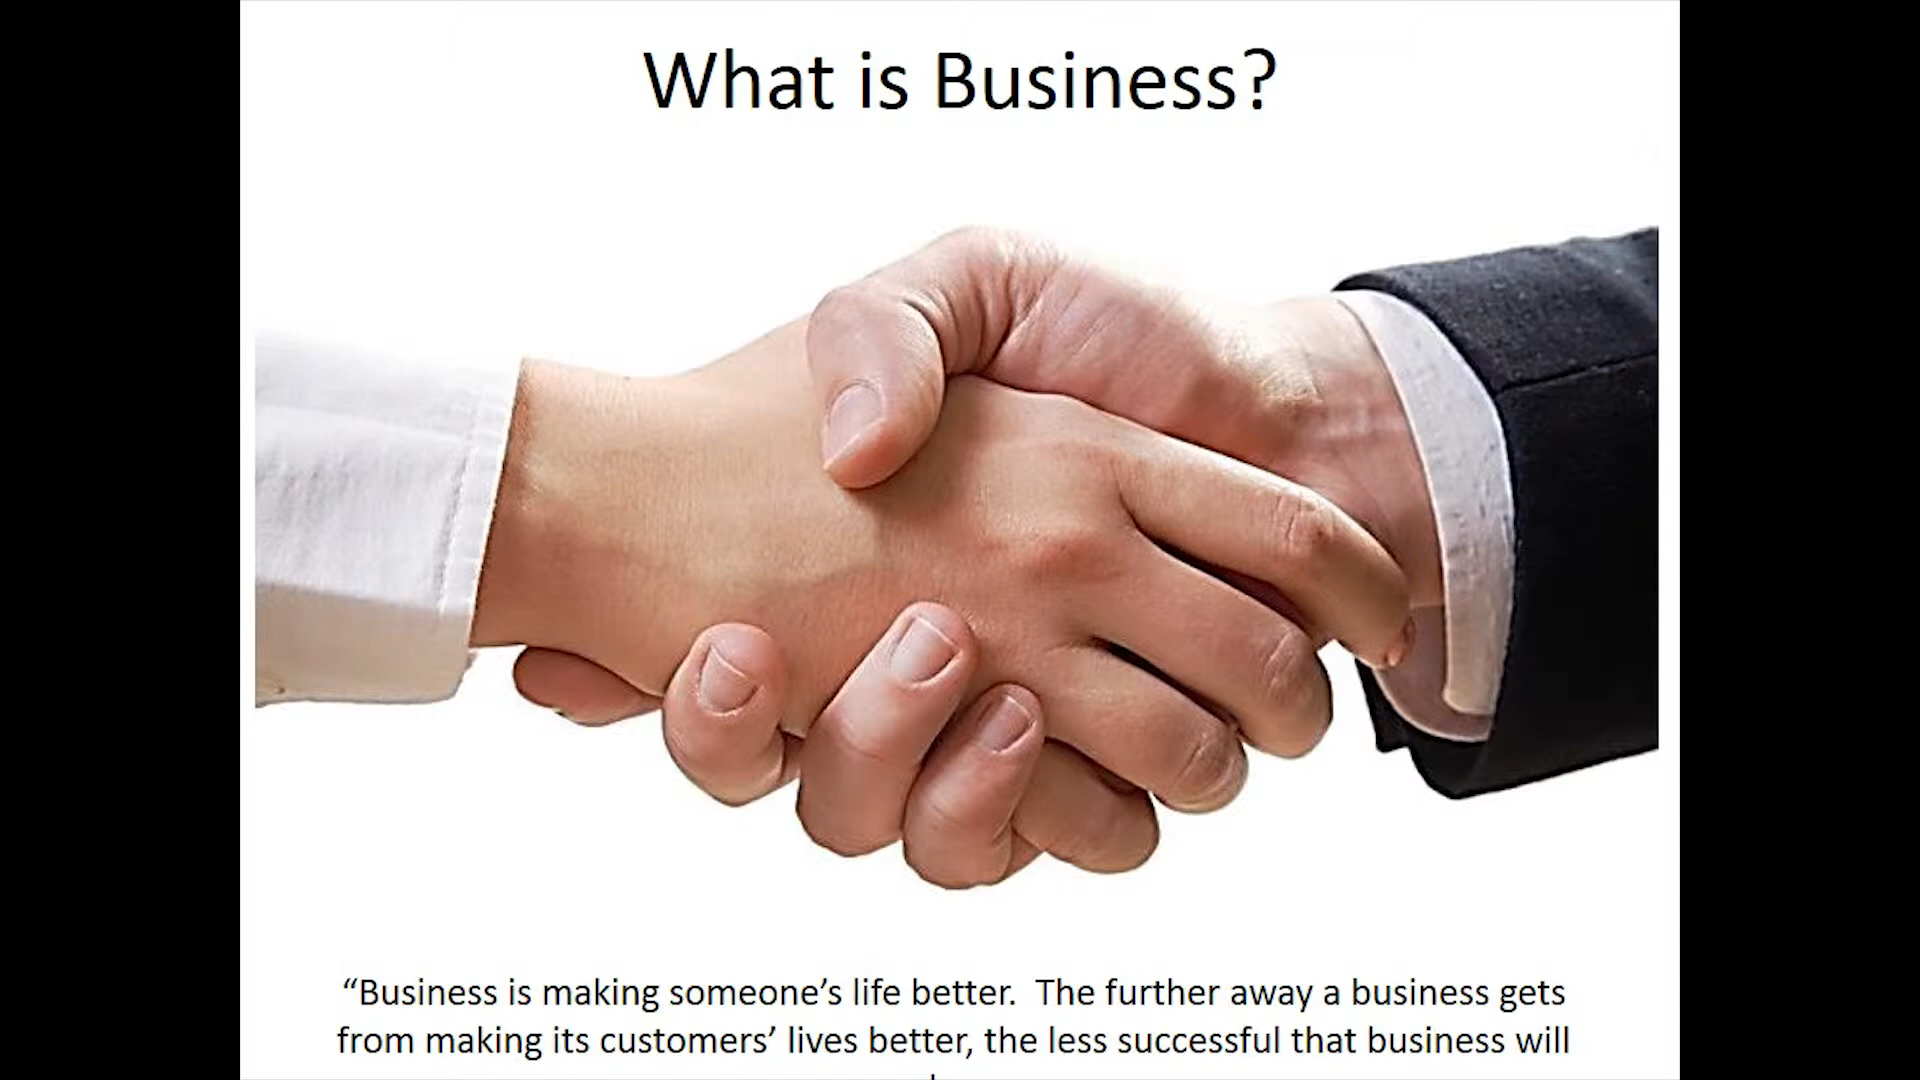 What is Business?
“Business is making someone’s life better.  The further away a business gets
from making its customers’ lives better, the less successful that business will